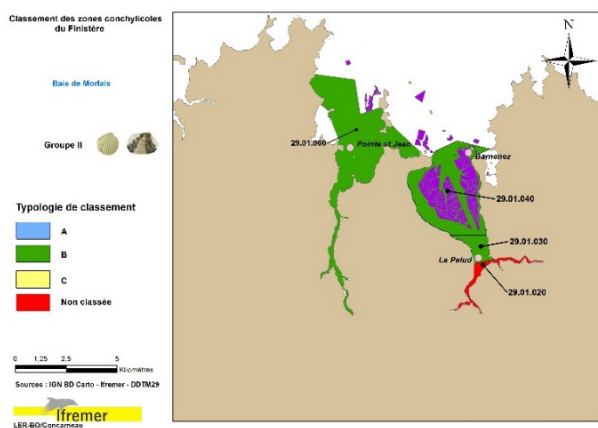 Classement des zones conchylicoles
du Finistère
Baie de Morlaix
Groupe II
Typologie de classement
A
B
C
Non classée
0 1,25 2,5 5
Kilomètres
Sources : IGN BD Carto - Ifremer - DDTM29
Ifremer
LER-BO/Concarneau
N
29.01.060
Pointe st Jean
Barnenez
29.01.040
29.01.030
Le Pelud
29.01.020